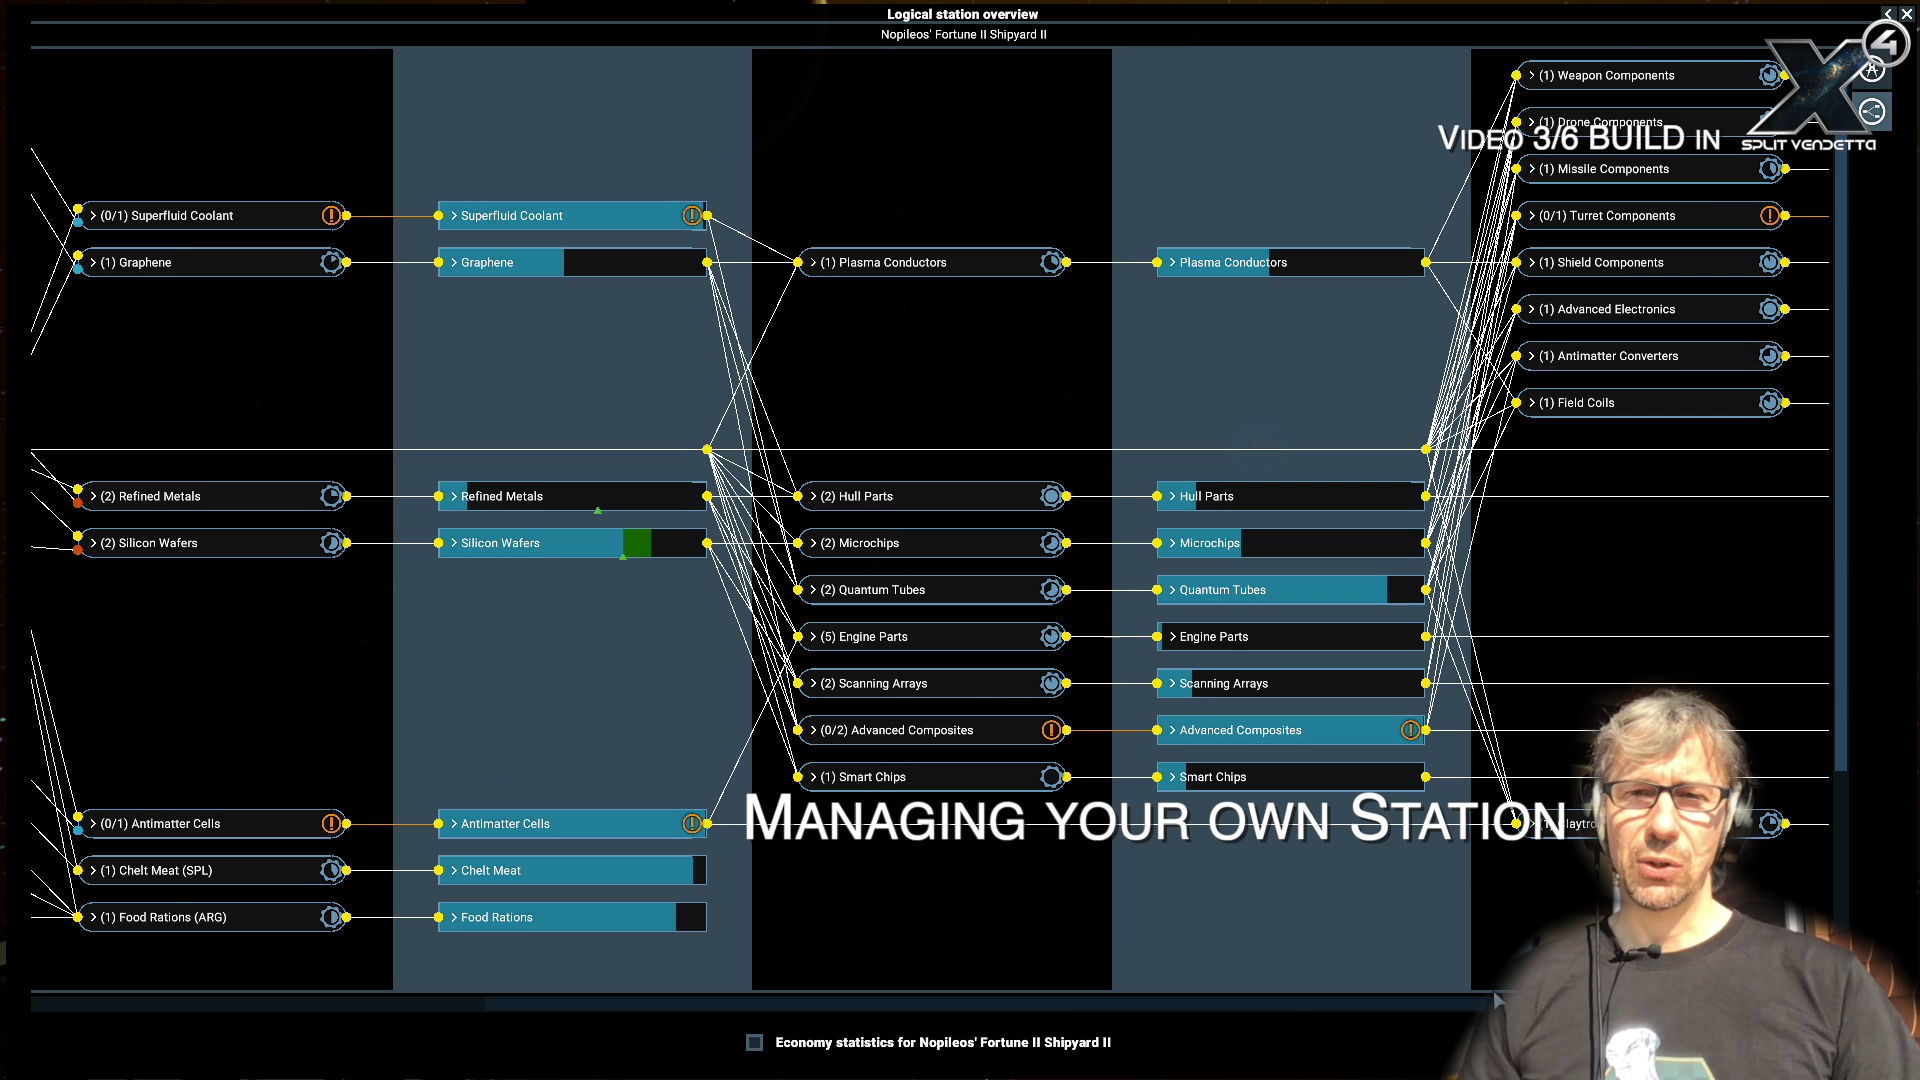 Logical station overview
Nopileos' Fortune II Shipyard II
4
VIDEO 3/6 BUILD IN
X
SPLIT VENDETTA
(0/1) Superfluid Coolant
(1) Graphene
(2) Refined Metals
(2) Silicon Wafers
(0/1) Antimatter Cells
(1) Chelt Meat (SPL)
(1) Food Rations (ARG)
Superfluid Coolant
Graphene
Refined Metals
Silicon Wafers
Antimatter Cells
Chelt Meat
Food Rations
(1) Plasma Conductors
(2) Hull Parts
(2) Microchips
(2) Quantum Tubes
(5) Engine Parts
(2) Scanning Arrays
(0/2) Advanced Composites
(1) Smart Chips
Plasma Conductors
Hull Parts
Microchips
Quantum Tubes
Engine Parts
Scanning Arrays
Advanced Composites
Smart Chips
(1) Weapon Components
(1) Drone Components
(1) Missile Components
(0/1) Turret Components
(1) Shield Components
(1) Advanced Electronics
(1) Antimatter Converters
(1) Field Coils
MANAGING YOUR OWN STATION
Economy statistics for Nopileos' Fortune II Shipyard II